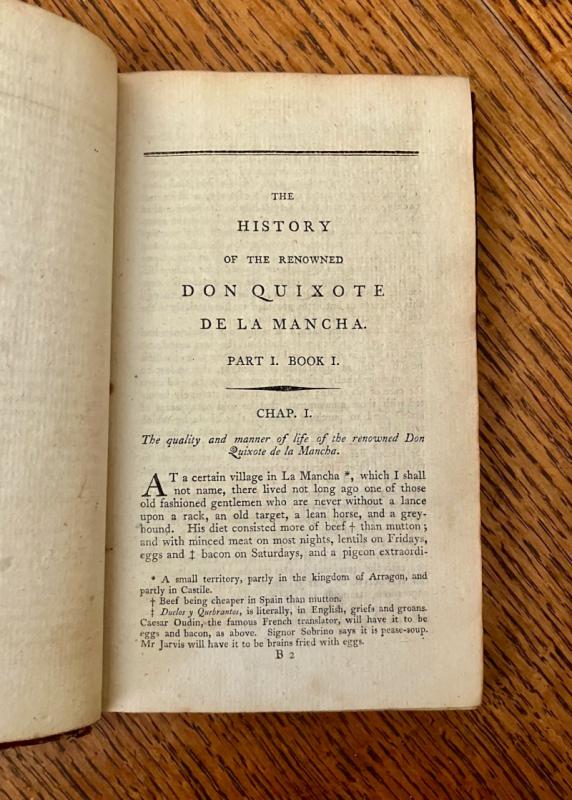 THE
HISTORY
OF THE RENOWNED
DON QUIXOTE
DE LA MANCHA.
PART I. BOOK I.
CHAP. I.
The quality and manner of life of the renowned Don
Quixote de la Mancha.
AT a certain village in La Mancha *, which I shall
not name, there lived not long ago one of those
old fashioned gentlemen who are never without a lance
upon a rack, an old target, a lean horse, and a grey-
hound. His diet consisted more of beef † than mutton;
and with minced meat on most nights, lentils on Fridays,
eggs and ‡ bacon on Saturdays, and a pigeon extraordi-
* A small territory, partly in the kingdom of Arragon, and
partly in Castile.
† Beef being cheaper in Spain than mutton.
‡ Duelos y Quebrantos, is literally, in English, griefs and groans.
Caesar Oudin, the famous French translator, will have it to be
eggs and bacon, as above. Signor Sobrino says it is pease-soup.
Mr Jarvis will have it to be brains fried with eggs.
B 2